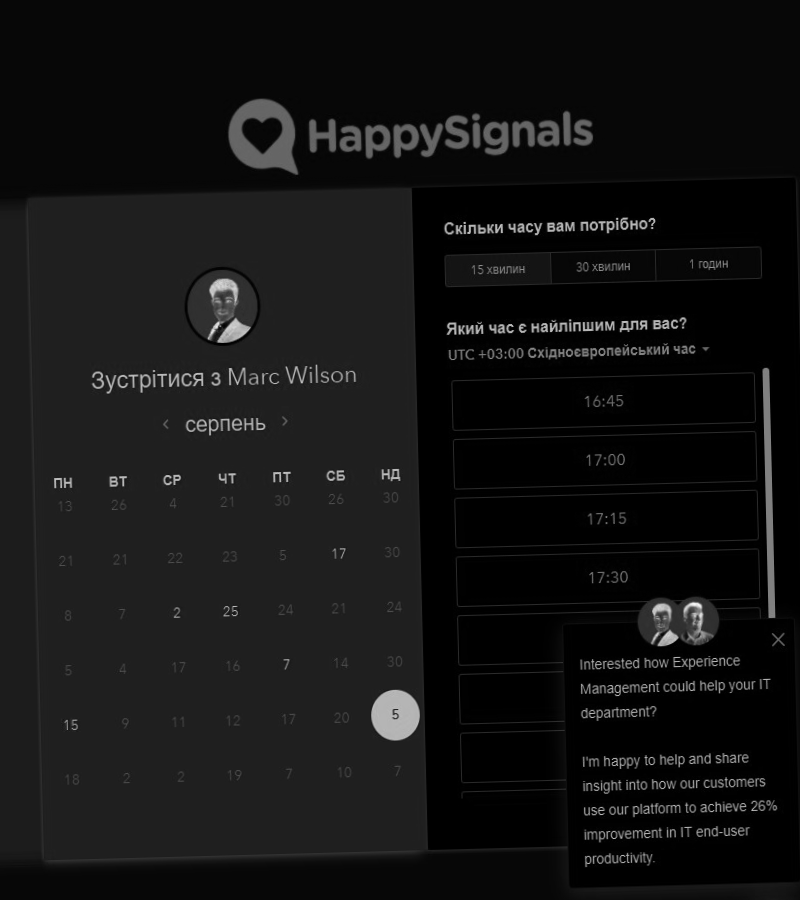 HappySignals
Зустрітися з Marc Wilson
серпень
ПН ВТ СР ЧТ ПТ СБ НД
13 26 4 21 30 26 30
21 21 22 23 5 17 30
8 7 2 25 24 21 24
5 4 17 16 7 14 30
15 9 11 12 17 20 5
18 2 2 19 7 10 7
Скільки часу вам потрібно?
15 хвилин 30 хвилин 1 годин
Який час є найліпшим для вас?
UTC +03:00 Східноєвропейський час
16:45
17:00
17:15
17:30
Interested how Experience
Management could help your IT
department?
I'm happy to help and share
insight into how our customers
use our platform to achieve 26%
improvement in IT end-user
productivity.